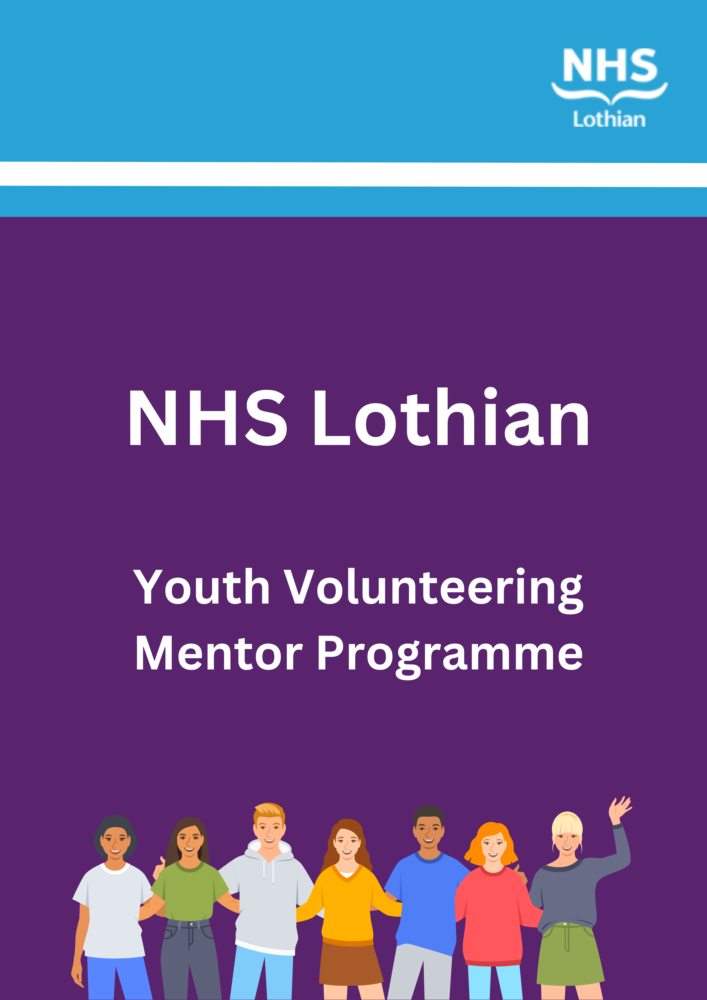 NHS
Lothian
NHS Lothian
Youth Volunteering
Mentor Programme